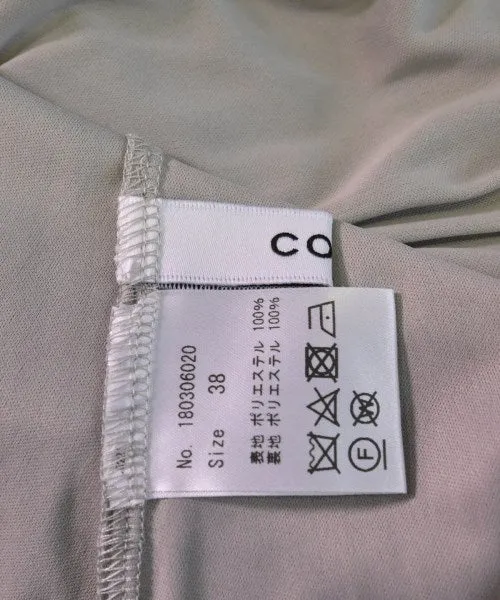 CO
No. 180306020
Size 38
表地 ポリエステル 100%
裏地 ポリエステル 100%
F
W